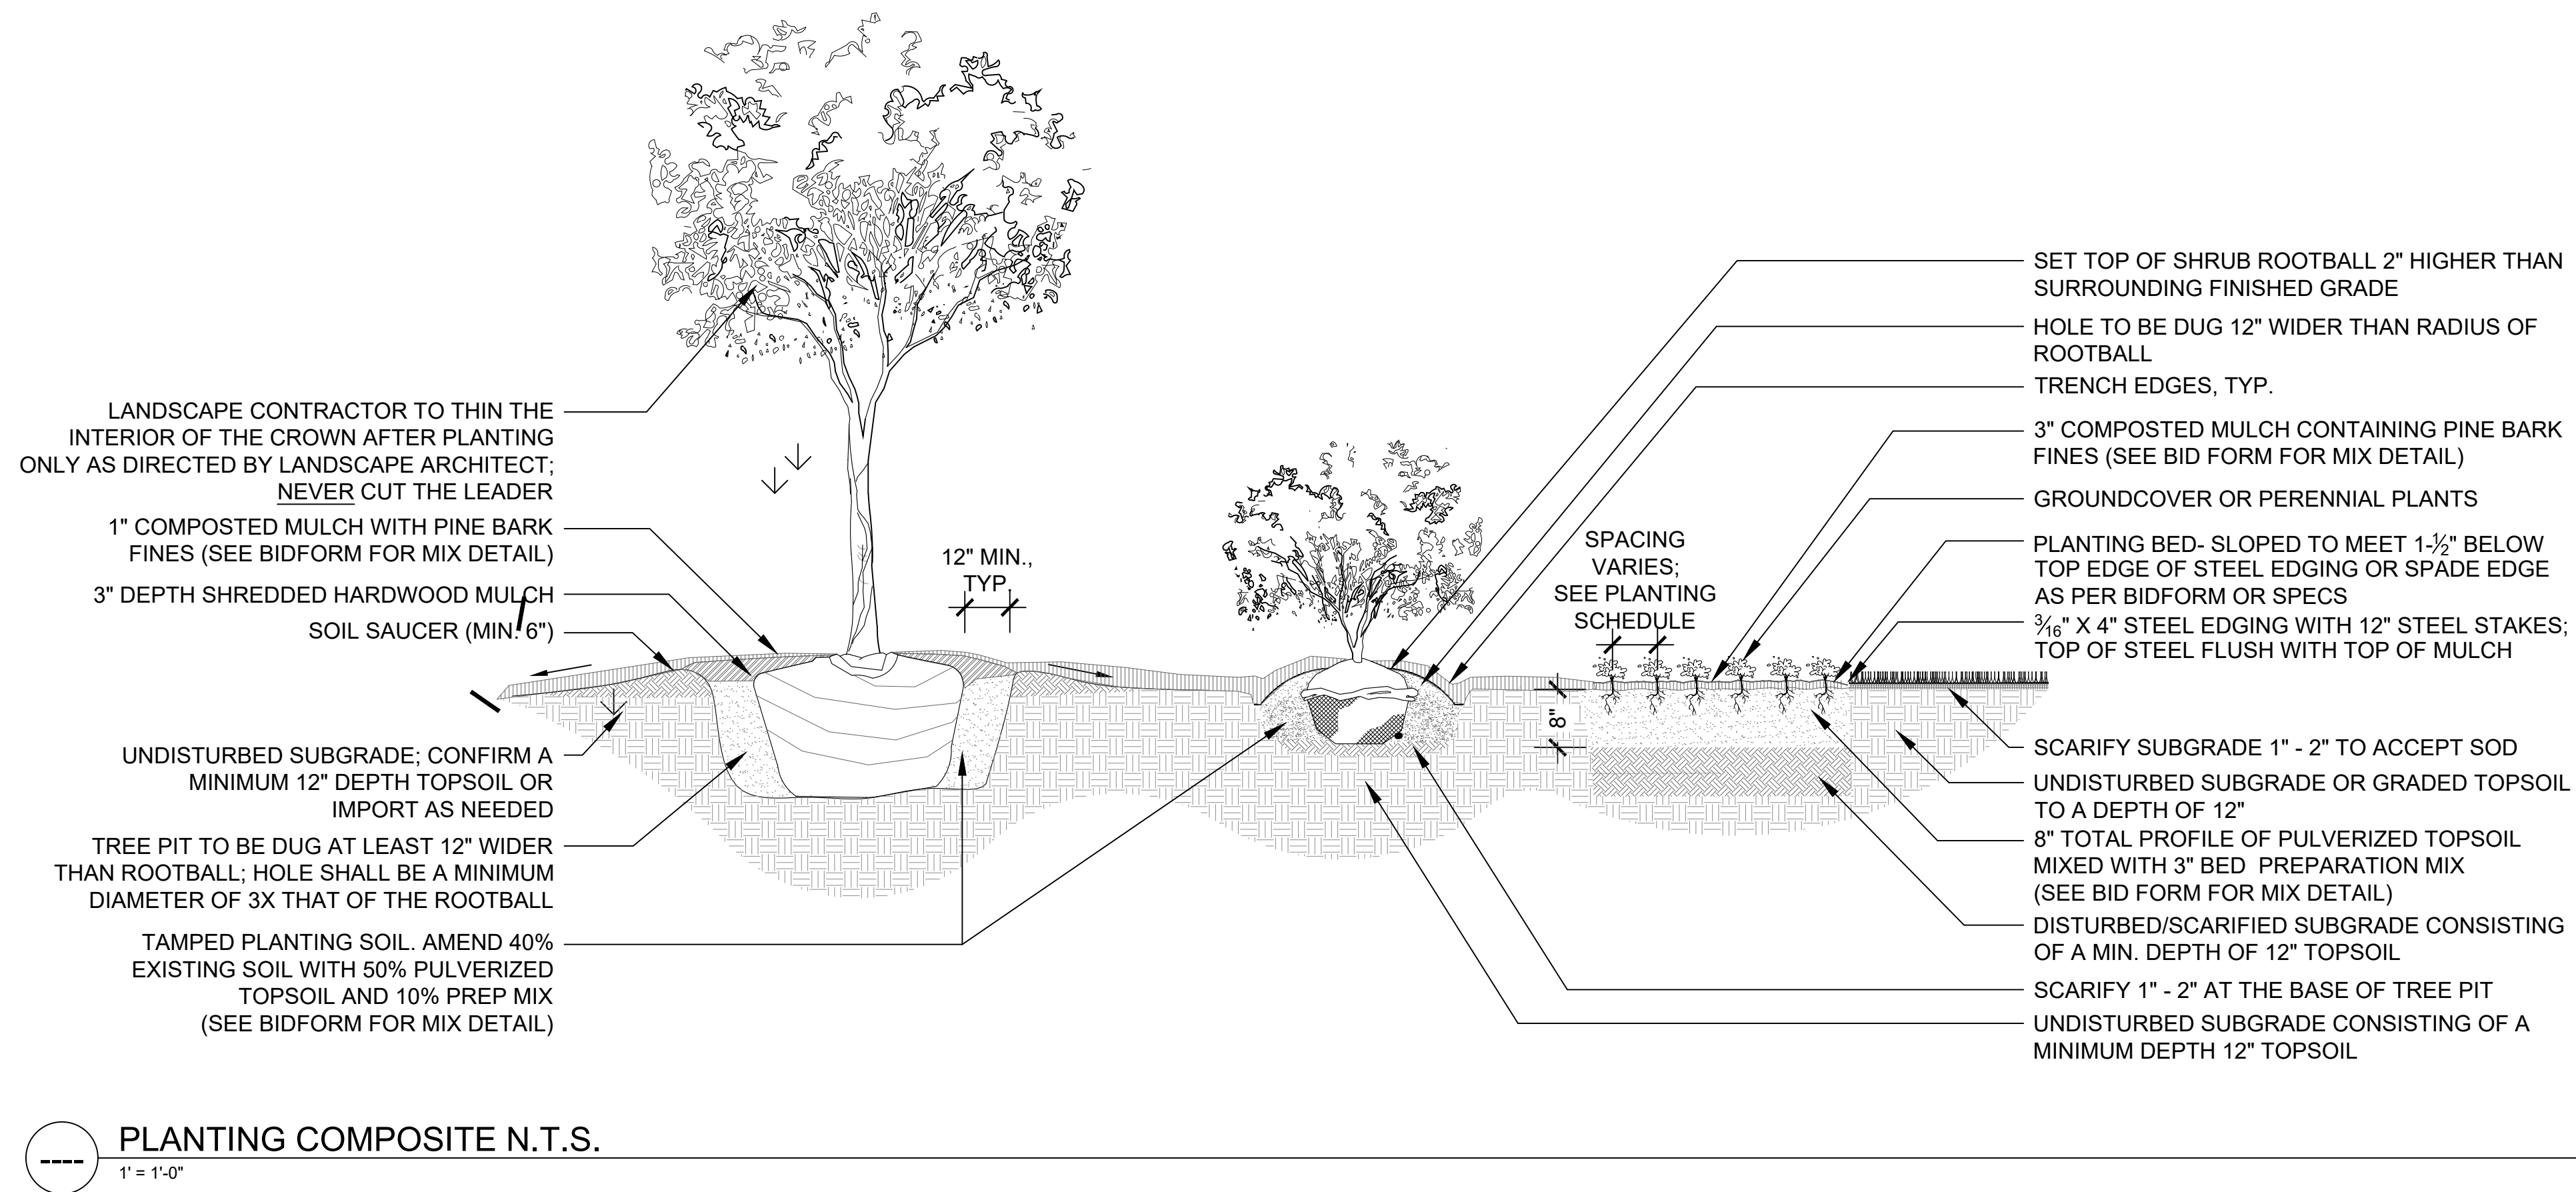 LANDSCAPE CONTRACTOR TO THIN THE
INTERIOR OF THE CROWN AFTER PLANTING
ONLY AS DIRECTED BY LANDSCAPE ARCHITECT;
NEVER CUT THE LEADER
1" COMPOSTED MULCH WITH PINE BARK
FINES (SEE BIDFORM FOR MIX DETAIL)
3" DEPTH SHREDDED HARDWOOD MULCH
SOIL SAUCER (MIN. 6")
UNDISTURBED SUBGRADE; CONFIRM A
MINIMUM 12" DEPTH TOPSOIL OR
IMPORT AS NEEDED
TREE PIT TO BE DUG AT LEAST 12" WIDER
THAN ROOTBALL; HOLE SHALL BE A MINIMUM
DIAMETER OF 3X THAT OF THE ROOTBALL
TAMPED PLANTING SOIL. AMEND 40%
EXISTING SOIL WITH 50% PULVERIZED
TOPSOIL AND 10% PREP MIX
(SEE BIDFORM FOR MIX DETAIL)
12" MIN.,
TYP.
SPACING
VARIES;
SEE PLANTING
SCHEDULE
8"
SET TOP OF SHRUB ROOTBALL 2" HIGHER THAN
SURROUNDING FINISHED GRADE
HOLE TO BE DUG 12" WIDER THAN RADIUS OF
ROOTBALL
TRENCH EDGES, TYP.
3" COMPOSTED MULCH CONTAINING PINE BARK
FINES (SEE BID FORM FOR MIX DETAIL)
GROUNDCOVER OR PERENNIAL PLANTS
PLANTING BED- SLOPED TO MEET 1-½" BELOW
TOP EDGE OF STEEL EDGING OR SPADE EDGE
AS PER BIDFORM OR SPECS
3⁄16" X 4" STEEL EDGING WITH 12" STEEL STAKES;
TOP OF STEEL FLUSH WITH TOP OF MULCH
SCARIFY SUBGRADE 1" - 2" TO ACCEPT SOD
UNDISTURBED SUBGRADE OR GRADED TOPSOIL
TO A DEPTH OF 12"
8" TOTAL PROFILE OF PULVERIZED TOPSOIL
MIXED WITH 3" BED PREPARATION MIX
(SEE BID FORM FOR MIX DETAIL)
DISTURBED/SCARIFIED SUBGRADE CONSISTING
OF A MIN. DEPTH OF 12" TOPSOIL
SCARIFY 1" - 2" AT THE BASE OF TREE PIT
UNDISTURBED SUBGRADE CONSISTING OF A
MINIMUM DEPTH 12" TOPSOIL
----
PLANTING COMPOSITE N.T.S.
1' = 1'-0"